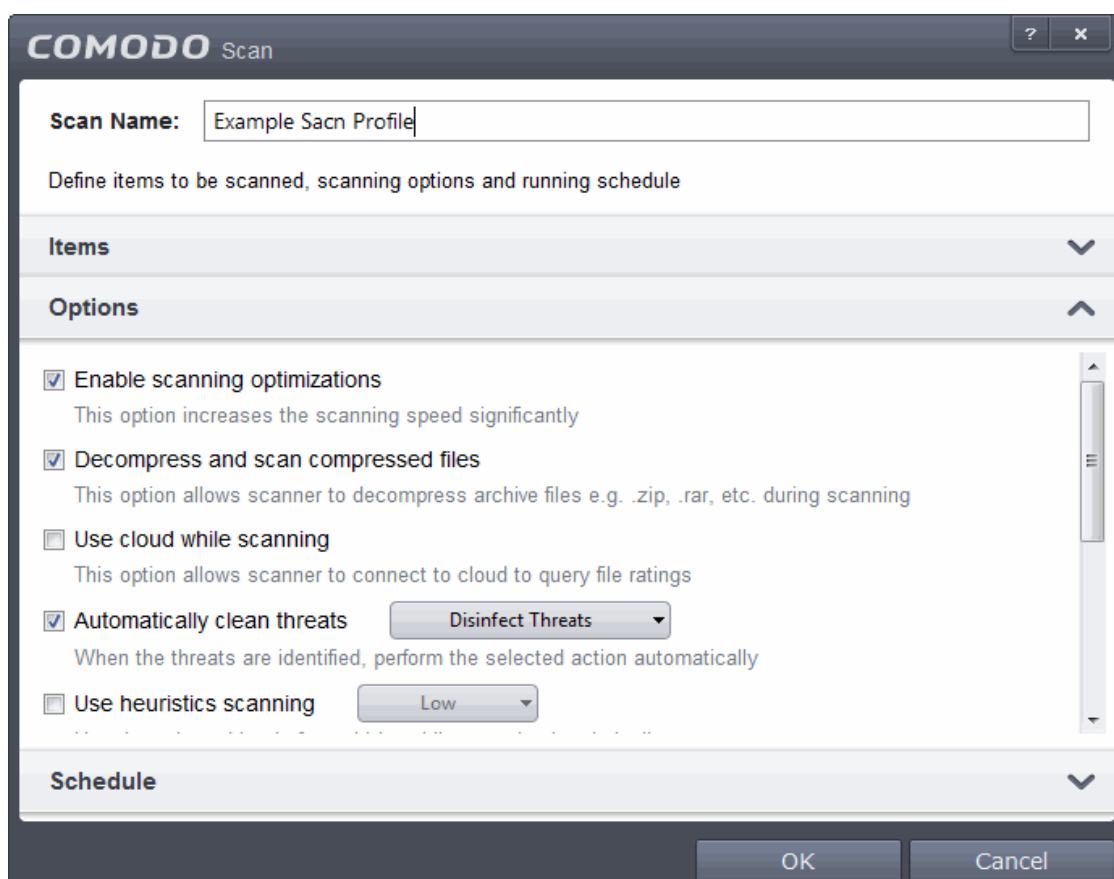 COMODO Scan
? x
Scan Name: Example Sacn Profile
Define items to be scanned, scanning options and running schedule
Items
Options
Enable scanning optimizations
This option increases the scanning speed significantly
Decompress and scan compressed files
This option allows scanner to decompress archive files e.g. .zip, .rar, etc. during scanning
Use cloud while scanning
This option allows scanner to connect to cloud to query file ratings
Automatically clean threats Disinfect Threats
When the threats are identified, perform the selected action automatically
Use heuristics scanning Low
Schedule
OK Cancel